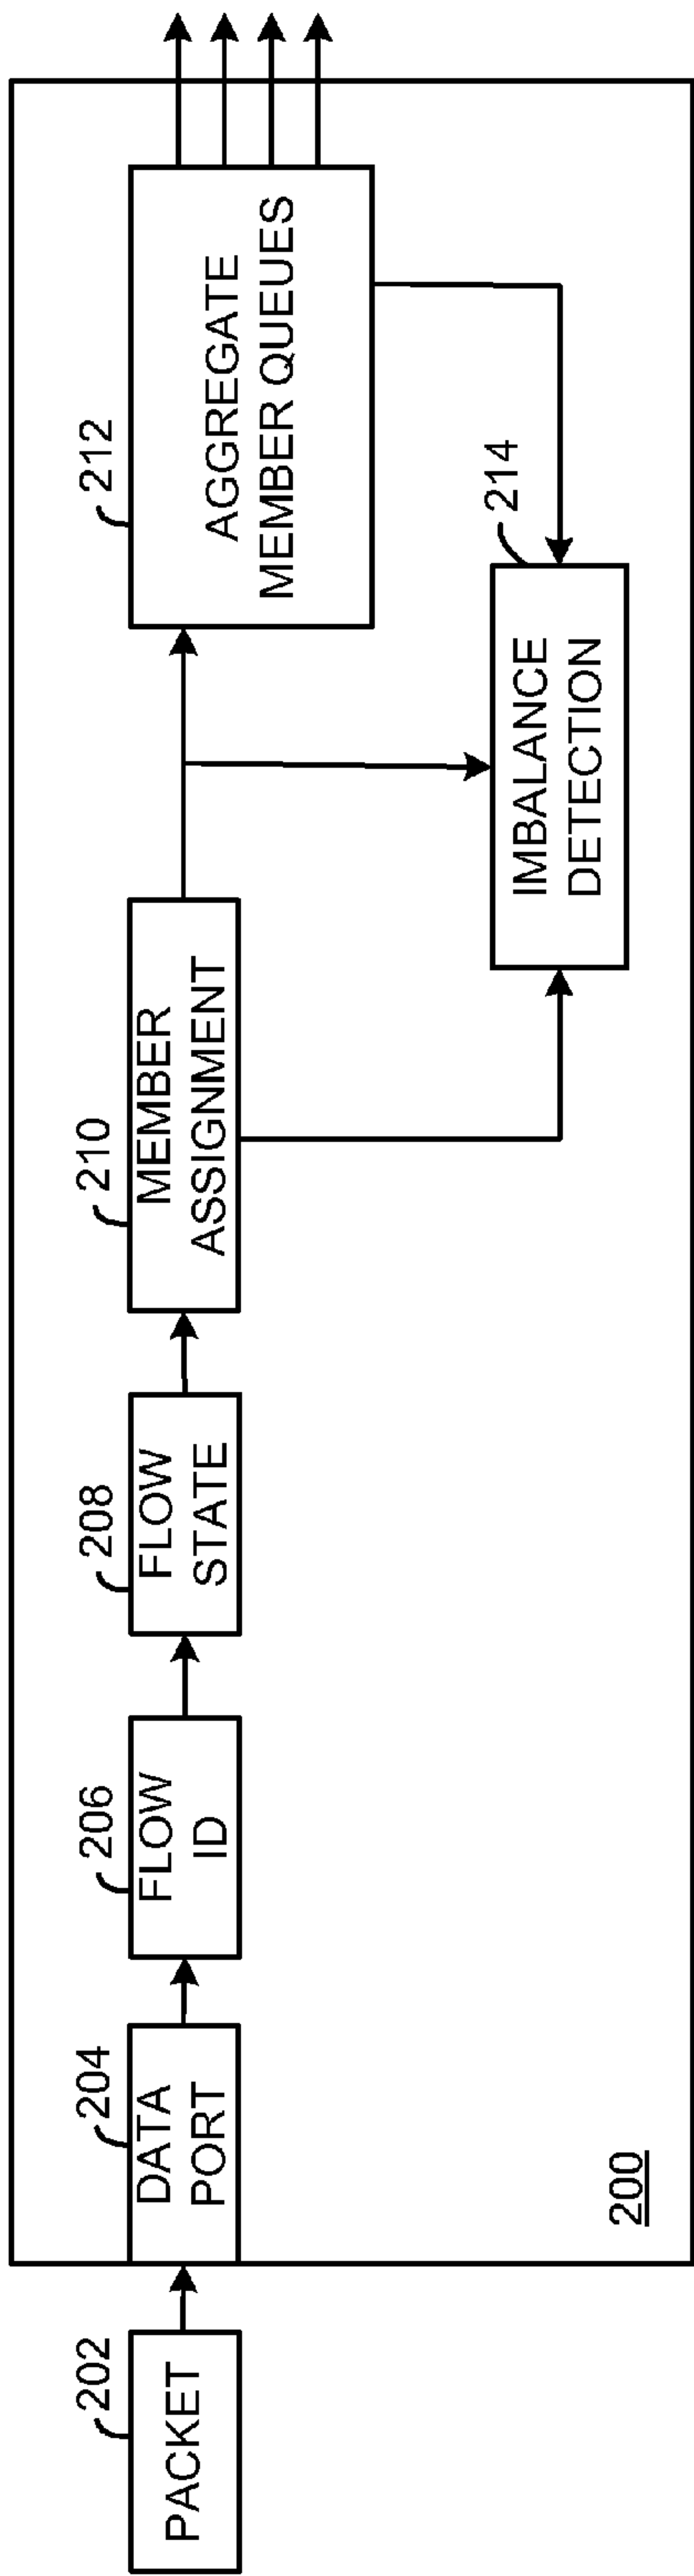 202
PACKET
204
DATA
PORT
206
FLOW
ID
208
FLOW
STATE
210
MEMBER
ASSIGNMENT
212
AGGREGATE
MEMBER QUEUES
214
IMBALANCE
DETECTION
200